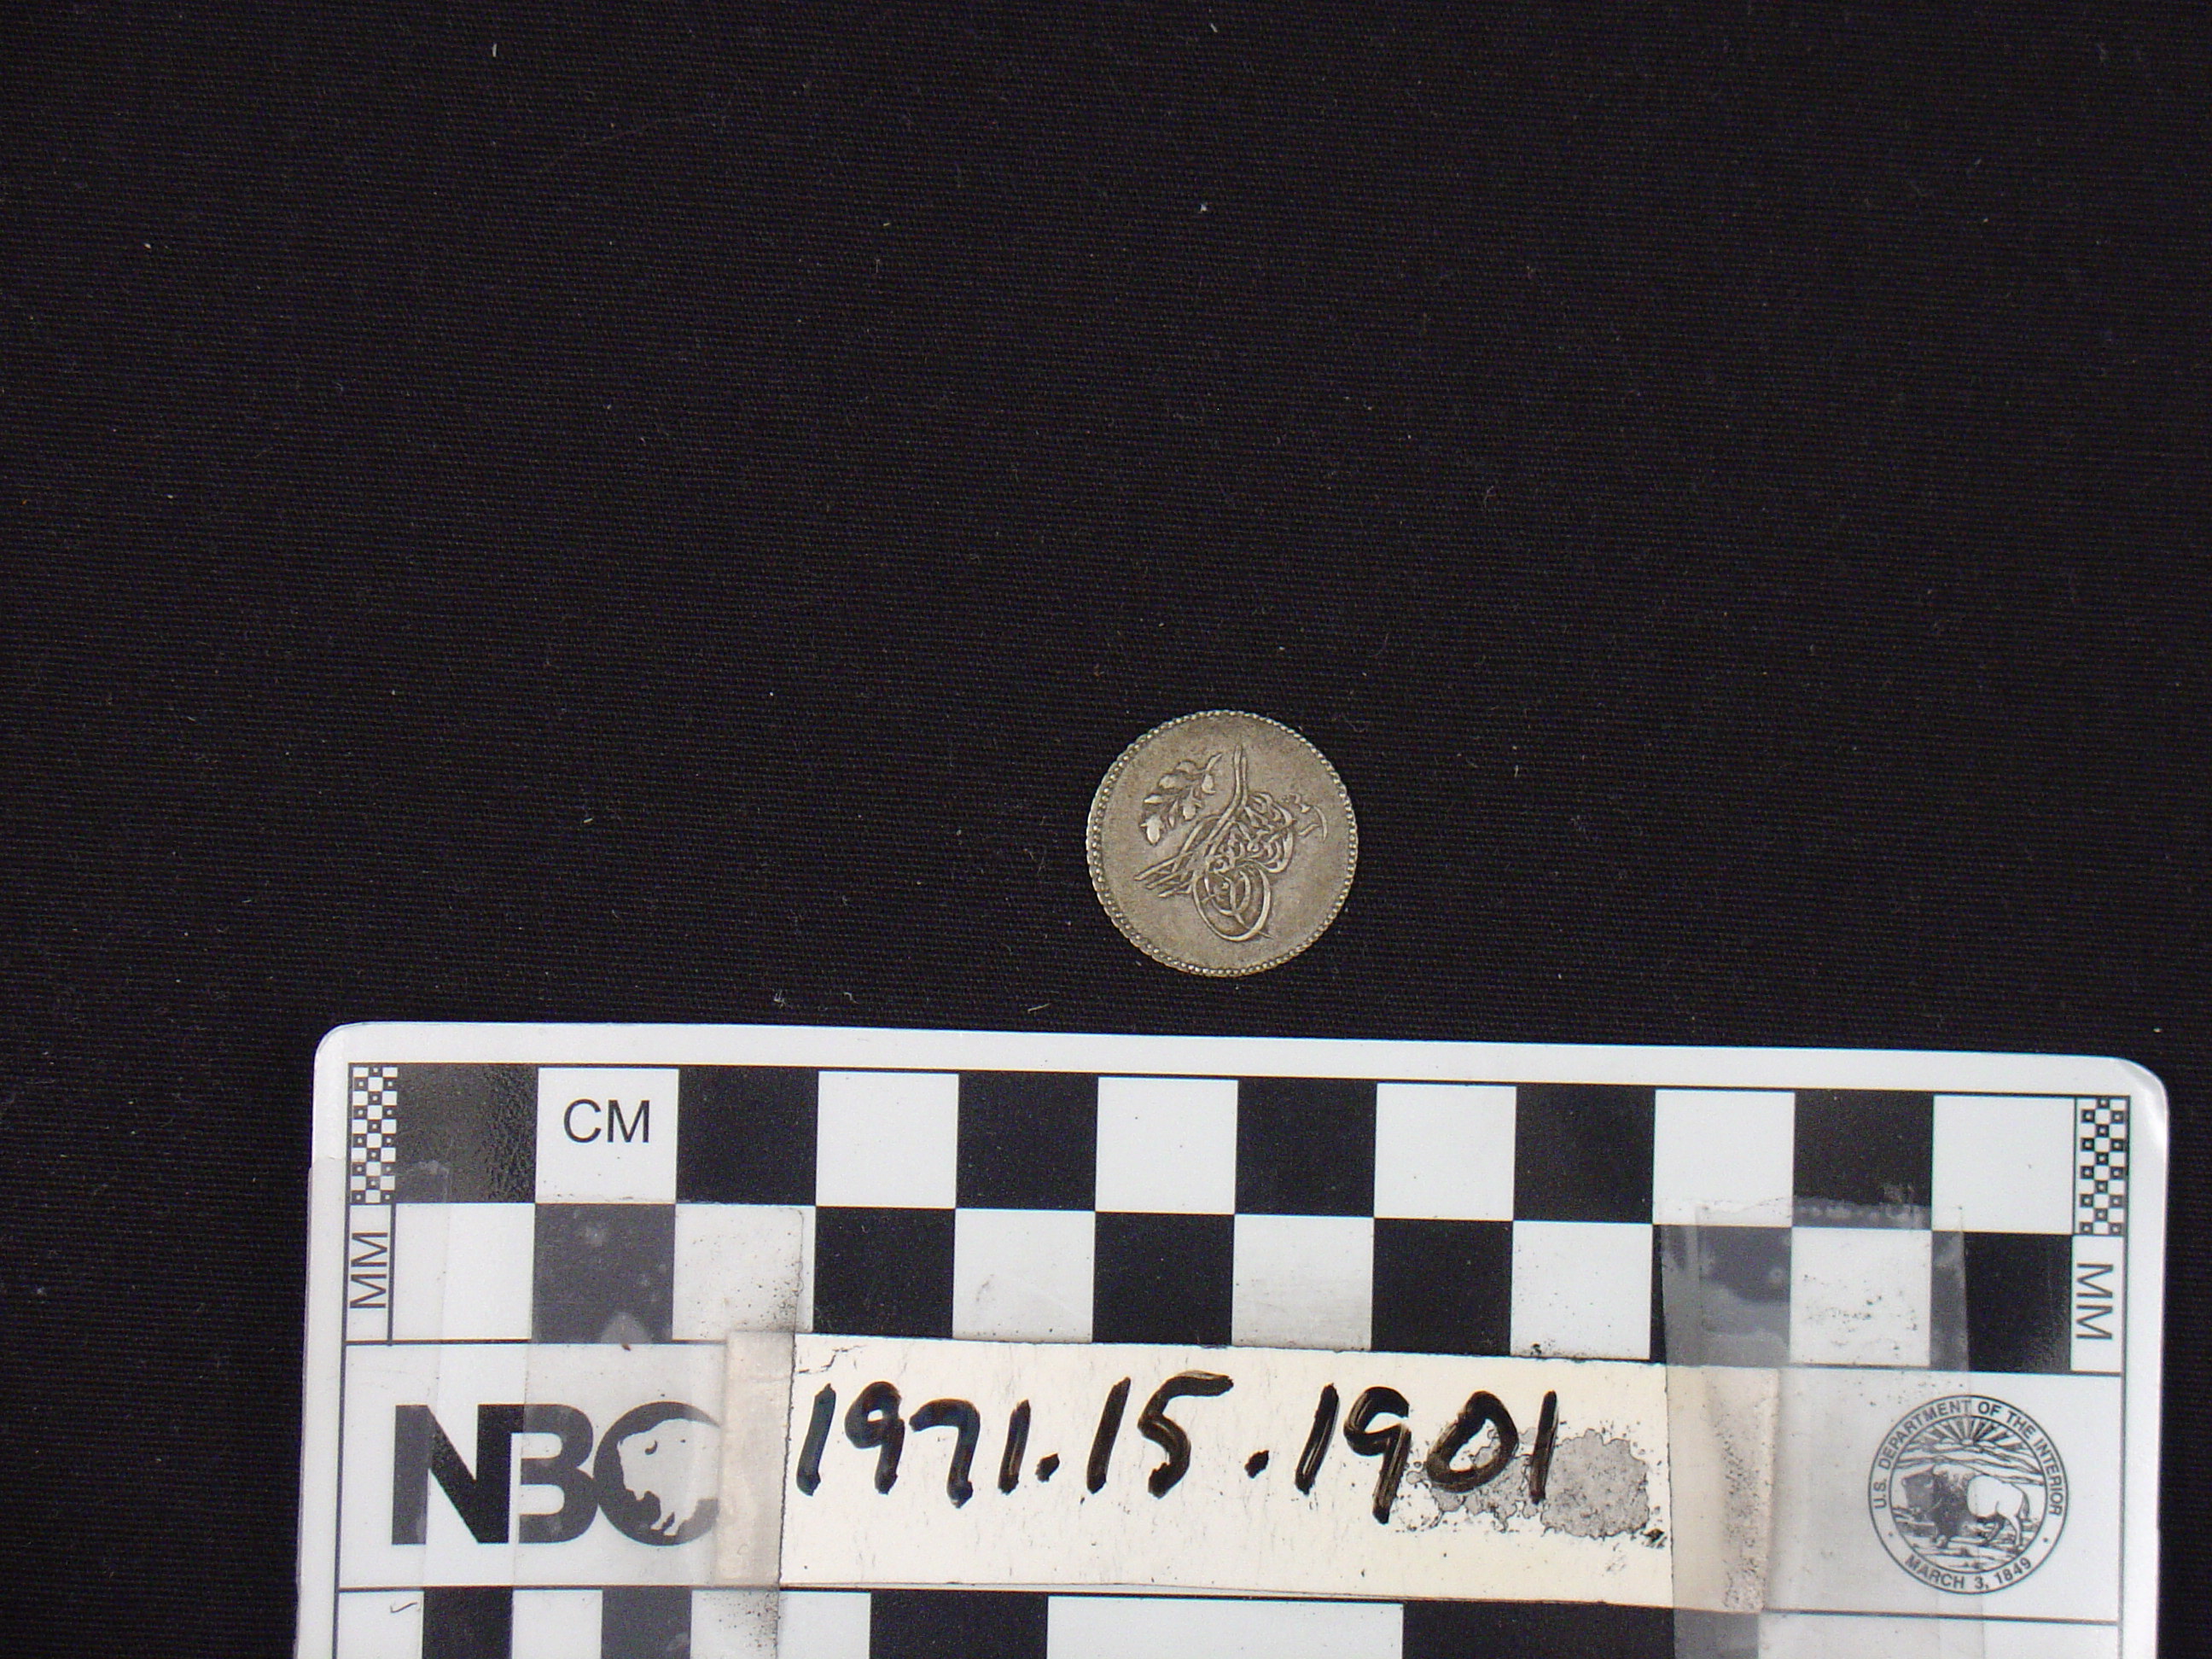 CM
MM
MM
NBC
1971.15.1901
U.S. DEPARTMENT OF THE INTERIOR
MARCH 3, 1849